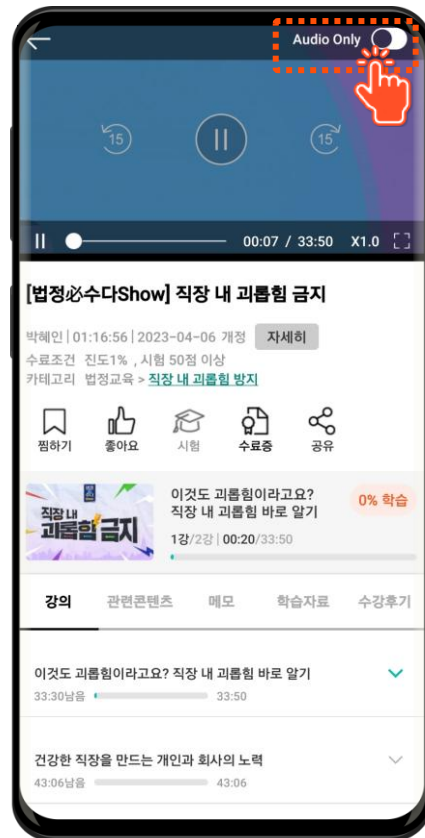 Audio Only
15
15
00:07 / 33:50 X1.0
[법정必수다Show] 직장 내 괴롭힘 금지
박혜인 | 01:16:56 | 2023-04-06 개정 자세히
수료조건 진도1% , 시험 50점 이상
카테고리 법정교육 > 직장 내 괴롭힘 방지
찜하기 좋아요 시험 수료증 공유
직장 내
괴롭힘 금지
이것도 괴롭힘이라고요?
직장 내 괴롭힘 바로 알기
0% 학습
1강/2강 | 00:20/33:50
강의 관련콘텐츠 메모 학습자료 수강후기
이것도 괴롭힘이라고요? 직장 내 괴롭힘 바로 알기
33:30남음 33:50
건강한 직장을 만드는 개인과 회사의 노력
43:06남음 43:06